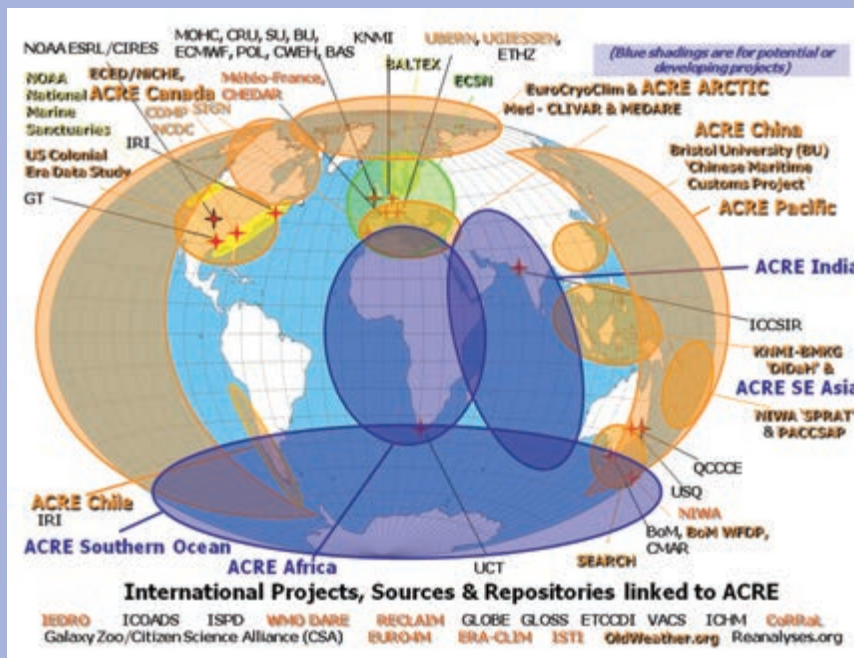 MOHC, CRU, SU, BU,
ECMWF, POL, CWEH, BAS
KNMI
UBERN, UGIESSEN,
ETHZ
NOAA ESRL/CIRES
(Blue shadings are for potential or
developing projects)
BALTEX
ECSN
NOAA
National
Marine
Sanctuaries
ECED/NICHE,
ACRE Canada
COMP
NCDC
Météo-France,
CHEDAR
EuroCryoClim & ACRE ARCTIC
Med - CLIVAR & MEDARE
IRI
US Colonial
Era Data Study
GT
ACRE China
Bristol University (BU)
'Chinese Maritime
Customs Project'
ACRE Pacific
ACRE India
ICCSIR
KNMI-BMKG
'DiDaH' &
ACRE SE Asia
NIWA 'SPRAT'
& PACCSAP
QCCCE
USQ
NIWA
BoM, BoM WFDP,
CMAR
SEARCH
ACRE Chile
IRI
ACRE Southern Ocean
ACRE Africa
UCT
International Projects, Sources & Repositories linked to ACRE
IEDRO ICOADS ISPD WMO DARE RECLAIM GLOBE GLOSS ETCCDI VACS ICHM CoRRaL
Galaxy Zoo/Citizen Science Alliance (CSA) EURO4M ERA-CLIM ISTI OldWeather.org Reanalyses.org